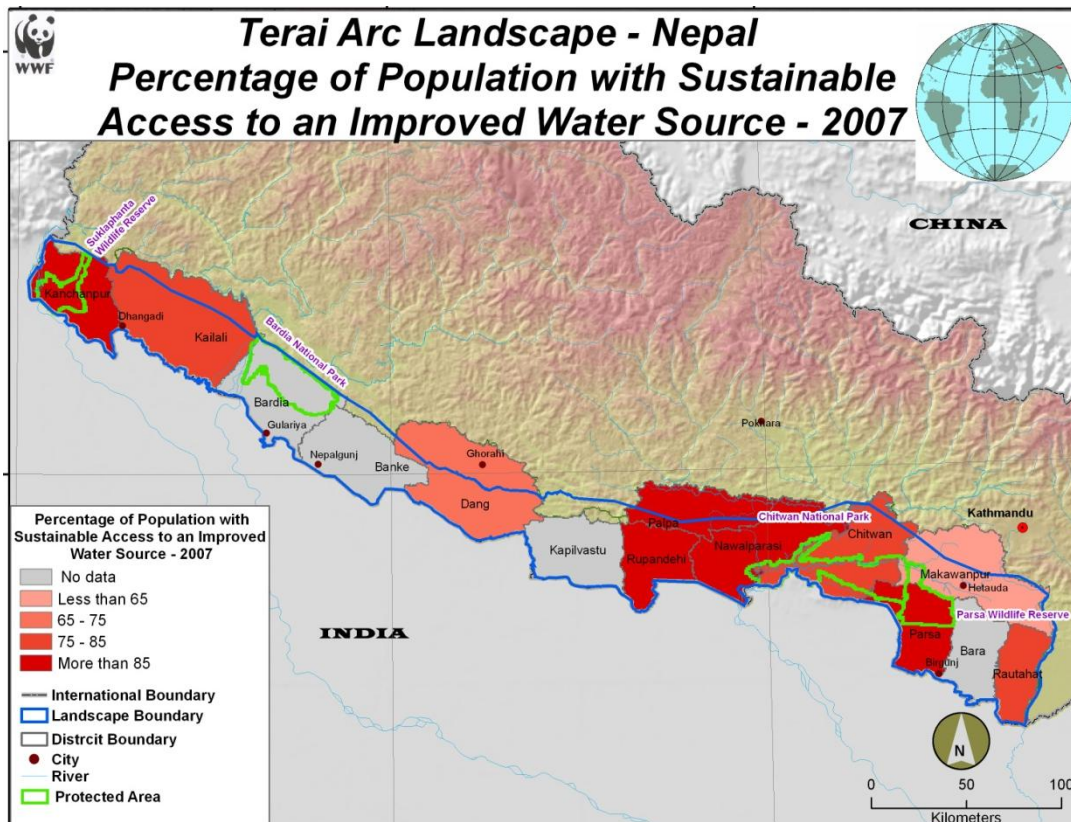 WWF
Terai Arc Landscape - Nepal
Percentage of Population with Sustainable
Access to an Improved Water Source - 2007
CHINA
Suklaphanta
Wildlife Reserve
Kanchanpur
Dhangadi
Kailali
Bardia National Park
Bardia
Gulariya
Nepalgunj
Banke
Ghorahi
Dang
Pokhara
Kathmandu
Kapilvastu
Palpa
Rupandehi
Nawalparasi
Chitwan National Park
Chitwan
Makawanpur
Hetauda
Parsa Wildlife Reserve
Parsa
Birgunj
Bara
Rautahat
INDIA
Percentage of Population with
Sustainable Access to an Improved
Water Source - 2007
No data
Less than 65
65 - 75
75 - 85
More than 85
International Boundary
Landscape Boundary
Distrcit Boundary
City
River
Protected Area
N
0 50 100
Kilometers